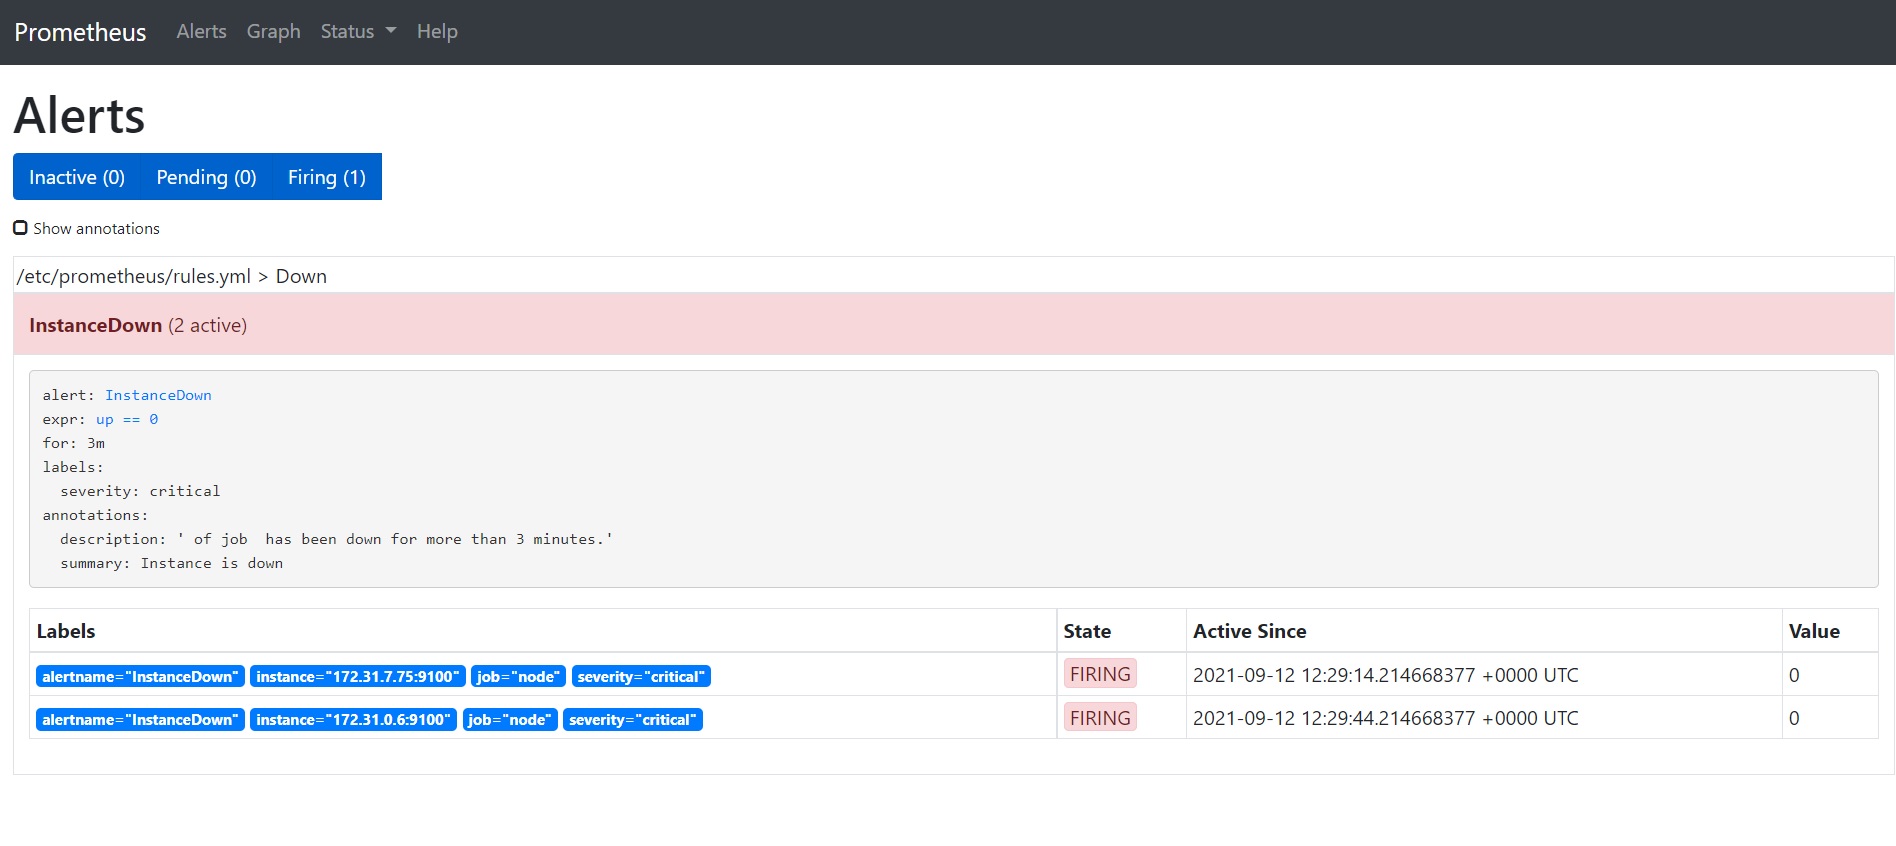 Prometheus Alerts Graph Status Help
Alerts
Inactive (0) Pending (0) Firing (1)
Show annotations
/etc/prometheus/rules.yml > Down
InstanceDown (2 active)
alert: InstanceDown
expr: up == 0
for: 3m
labels:
  severity: critical
annotations:
  description: ' of job  has been down for more than 3 minutes.'
  summary: Instance is down
Labels State Active Since Value
alertname="InstanceDown" instance="172.31.7.75:9100" job="node" severity="critical" FIRING 2021-09-12 12:29:14.214668377 +0000 UTC 0
alertname="InstanceDown" instance="172.31.0.6:9100" job="node" severity="critical" FIRING 2021-09-12 12:29:44.214668377 +0000 UTC 0